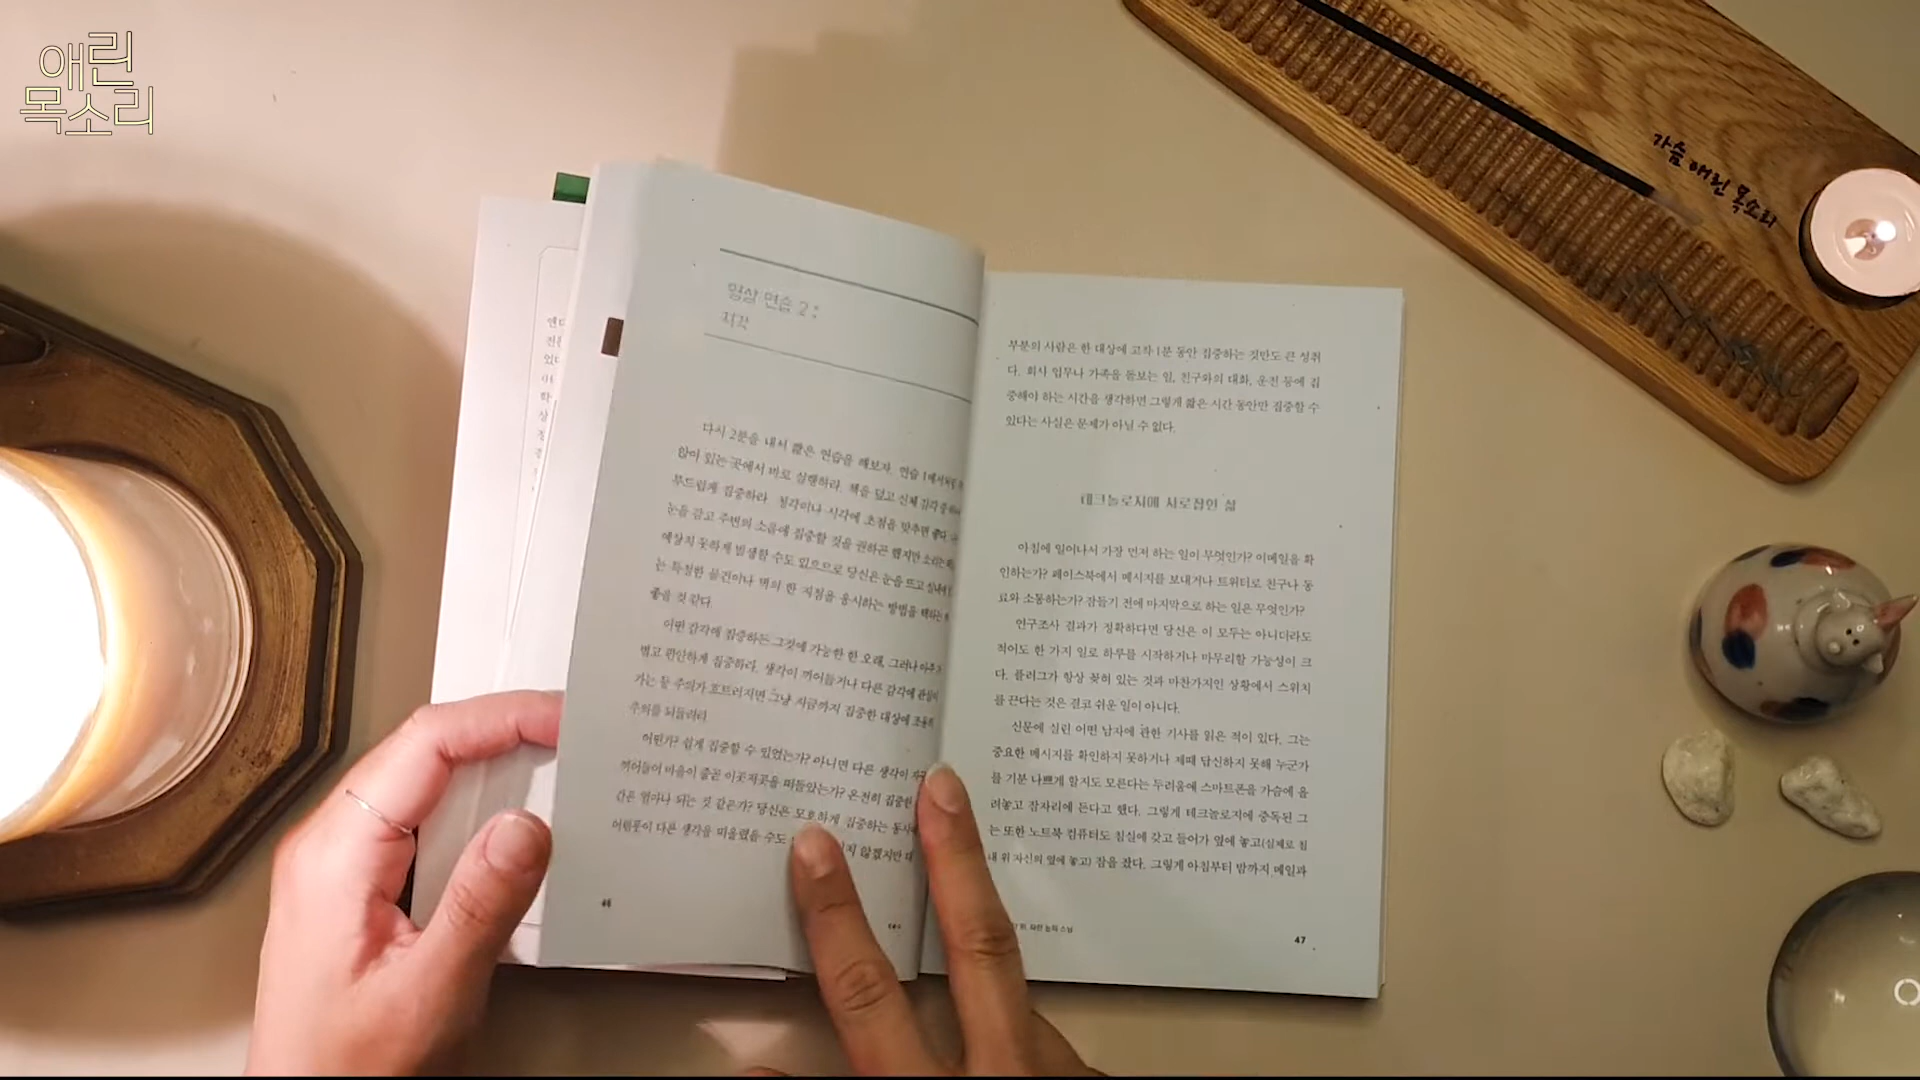 애린
목소리
가슴 애린 목소리
명상 연습 2 :
지각
다시 2분을 내서 짧은 연습을 해보자. 연습 1에서처럼
앉아 있는 곳에서 바로 실행하라. 책을 덮고 신체 감각 중
부드럽게 집중하라. 청각이나 시각에 초점을 맞추면 좋다.
눈을 감고 주변의 소음에 집중할 것을 권하곤 했지만 소리는
예상치 못하게 발생할 수도 있으므로 당신은 눈을 뜨고
는 특정한 물건이나 벽의 한 지점을 응시하는 방법을 택하는
좋을 것 같다.
어떤 감각에 집중하든 그것에 가능한 한 오래, 그러나 아주
볍고 편안하게 집중하라. 생각이 끼어들거나 다른 감각에 관심이
가는 등 주의가 흐트러지면 그냥 지금까지 집중한 대상에 조용히
주의를 되돌려라.
어떤가? 쉽게 집중할 수 있었는가? 아니면 다른 생각이
끼어들어 마음이 줄곧 이곳저곳을 떠돌았는가? 온전히 집중한
간은 얼마나 되는 것 같은가? 당신은 모호하게 집중하는 동시에
어렴풋이 다른 생각을 떠올렸을 수도 않겠지만 대
46
부분의 사람은 한 대상에 고작 1분 동안 집중하는 것만도 큰 성취
다. 회사 업무나 가족을 돌보는 일, 친구와의 대화, 운전 등에 집
중해야 하는 시간을 생각하면 그렇게 짧은 시간 동안만 집중할 수
있다는 사실은 문제가 아닐 수 없다.
테크놀로지에 사로잡힌 삶
아침에 일어나서 가장 먼저 하는 일이 무엇인가? 이메일을 확
인하는가? 페이스북에서 메시지를 보내거나 트위터로 친구나 동
료와 소통하는가? 잠들기 전에 마지막으로 하는 일은 무엇인가?
연구조사 결과가 정확하다면 당신은 이 모두는 아니더라도
적어도 한 가지 일로 하루를 시작하거나 마무리할 가능성이 크
다. 플러그가 항상 꽂혀 있는 것과 마찬가지인 상황에서 스위치
를 끈다는 것은 결코 쉬운 일이 아니다.
신문에 실린 어떤 남자에 관한 기사를 읽은 적이 있다. 그는
중요한 메시지를 확인하지 못하거나 제때 답신하지 못해 누군가
를 기분 나쁘게 할지도 모른다는 두려움에 스마트폰을 가슴에 올
려놓고 잠자리에 든다고 했다. 그렇게 테크놀로지에 중독된 그
는 또한 노트북 컴퓨터도 침실에 갖고 들어가 옆에 놓고(실제로 침
대 위 자신의 옆에 놓고) 잠을 잤다. 그렇게 아침부터 밤까지 메일과
47